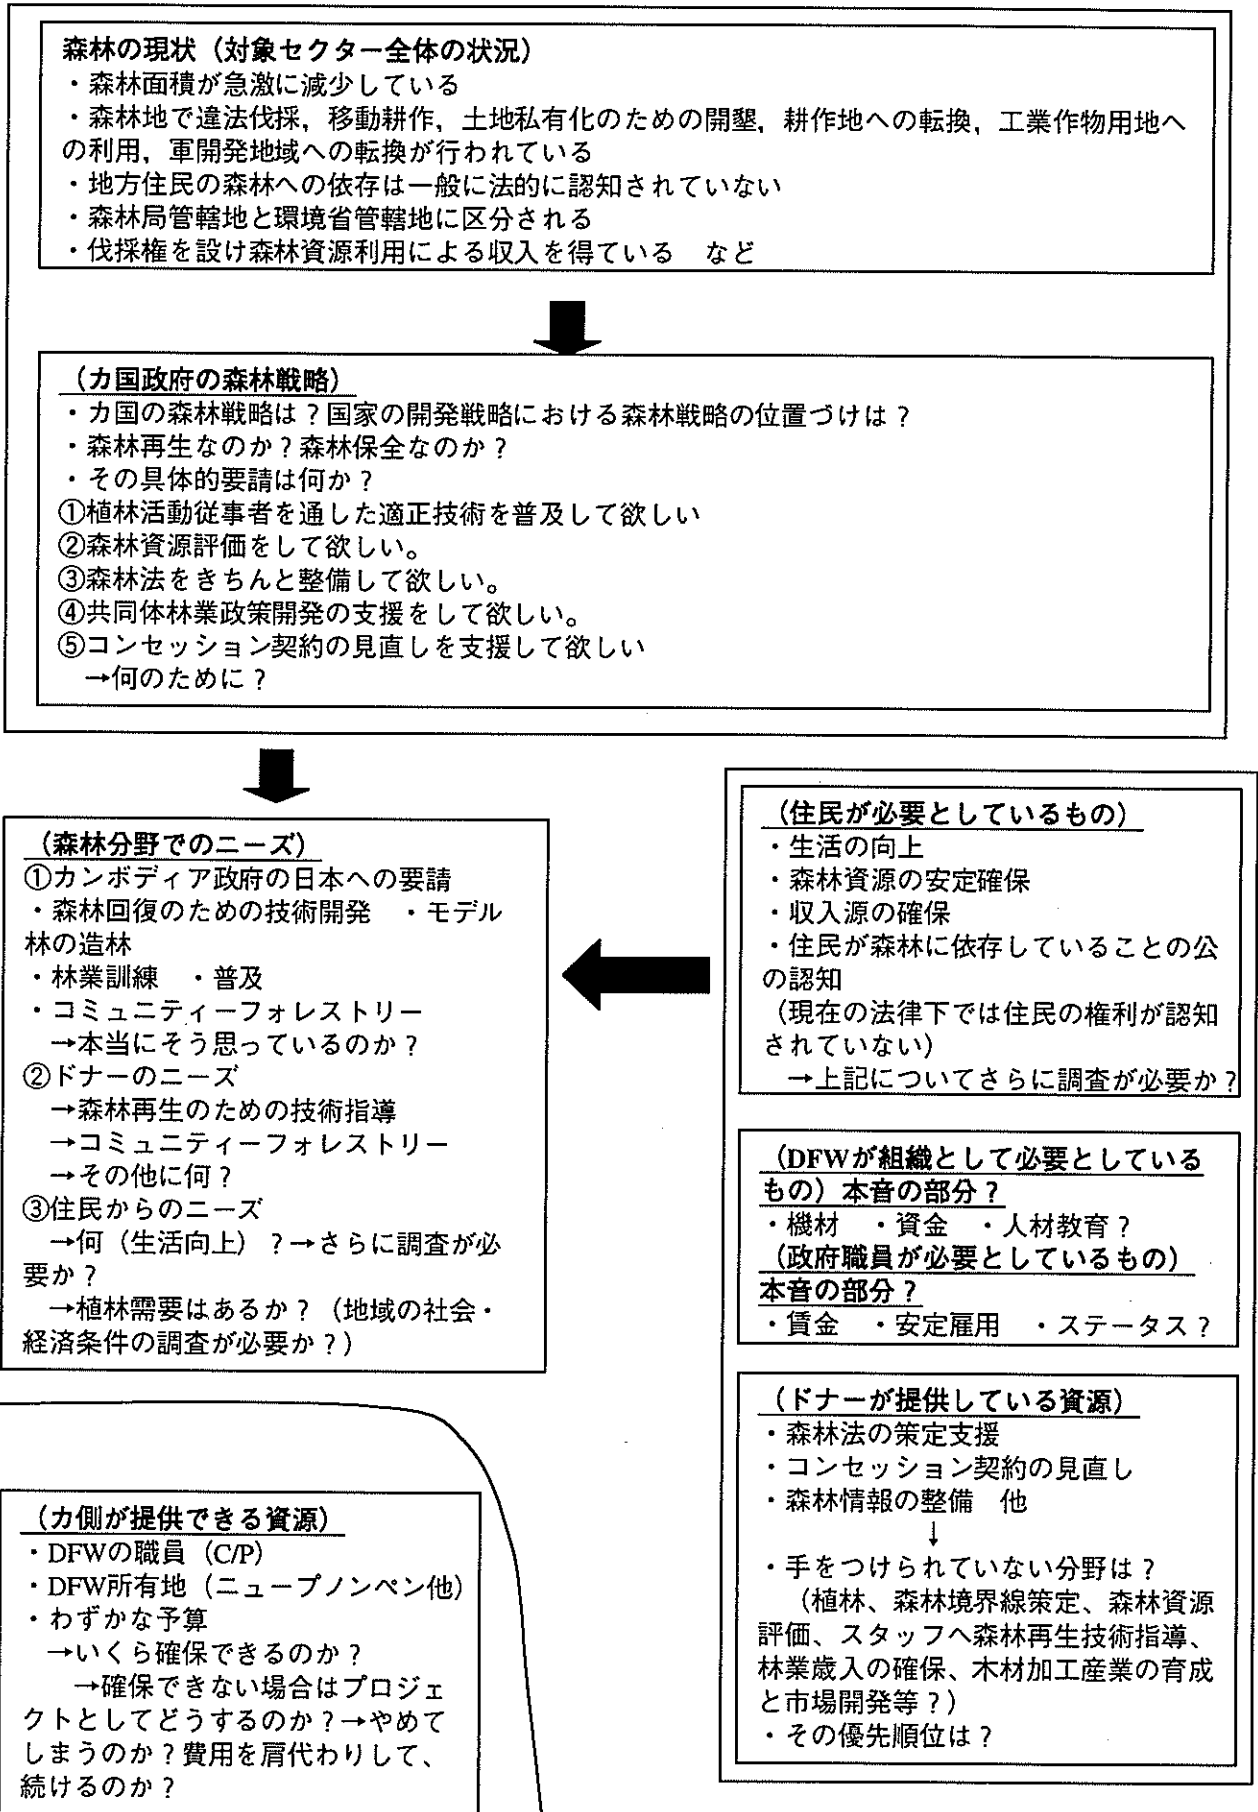 森林の現状（対象セクター全体の状況）
・森林面積が急激に減少している
・森林地で違法伐採，移動耕作，土地私有化のための開墾，耕作地への転換，工業作物用地へ
の利用，軍開発地域への転換が行われている
・地方住民の森林への依存は一般に法的に認知されていない
・森林局管轄地と環境省管轄地に区分される
・伐採権を設け森林資源利用による収入を得ている　など
（カ国政府の森林戦略）
・カ国の森林戦略は？国家の開発戦略における森林戦略の位置づけは？
・森林再生なのか？森林保全なのか？
・その具体的要請は何か？
①植林活動従事者を通した適正技術を普及して欲しい
②森林資源評価をして欲しい。
③森林法をきちんと整備して欲しい。
④共同体林業政策開発の支援をして欲しい。
⑤コンセッション契約の見直しを支援して欲しい
→何のために？
（森林分野でのニーズ）
①カンボディア政府の日本への要請
・森林回復のための技術開発　・モデル
林の造林
・林業訓練　・普及
・コミュニティーフォレストリー
→本当にそう思っているのか？
②ドナーのニーズ
→森林再生のための技術指導
→コミュニティーフォレストリー
→その他に何？
③住民からのニーズ
→何（生活向上）？→さらに調査が必
要か？
→植林需要はあるか？（地域の社会・
経済条件の調査が必要か？）
（住民が必要としているもの）
・生活の向上
・森林資源の安定確保
・収入源の確保
・住民が森林に依存していることの公
の認知
（現在の法律下では住民の権利が認知
されていない）
→上記についてさらに調査が必要か？
（DFWが組織として必要としている
もの）本音の部分？
・機材　・資金　・人材教育？
（政府職員が必要としているもの）
本音の部分？
・賃金　・安定雇用　・ステータス？
（ドナーが提供している資源）
・森林法の策定支援
・コンセッション契約の見直し
・森林情報の整備　他
↓
・手をつけられていない分野は？
（植林、森林境界線策定、森林資源
評価、スタッフへ森林再生技術指導、
林業歳入の確保、木材加工産業の育成
と市場開発等？）
・その優先順位は？
（カ側が提供できる資源）
・DFWの職員（C/P）
・DFW所有地（ニュープノンペン他）
・わずかな予算
→いくら確保できるのか？
→確保できない場合はプロジェ
クトとしてどうするのか？→やめて
しまうのか？費用を肩代わりして、
続けるのか？